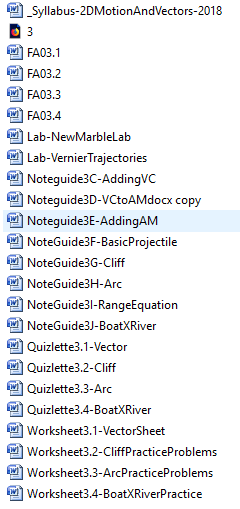 _Syllabus-2DMotionAndVectors-2018
3
FA03.1
FA03.2
FA03.3
FA03.4
Lab-NewMarbleLab
Lab-VernierTrajectories
Noteguide3C-AddingVC
Noteguide3D-VCtoAMdocx copy
Noteguide3E-AddingAM
NoteGuide3F-BasicProjectile
NoteGuide3G-Cliff
NoteGuide3H-Arc
NoteGuide3I-RangeEquation
NoteGuide3J-BoatXRiver
Quizlette3.1-Vector
Quizlette3.2-Cliff
Quizlette3.3-Arc
Quizlette3.4-BoatXRiver
Worksheet3.1-VectorSheet
Worksheet3.2-CliffPracticeProblems
Worksheet3.3-ArcPracticeProblems
Worksheet3.4-BoatXRiverPractice